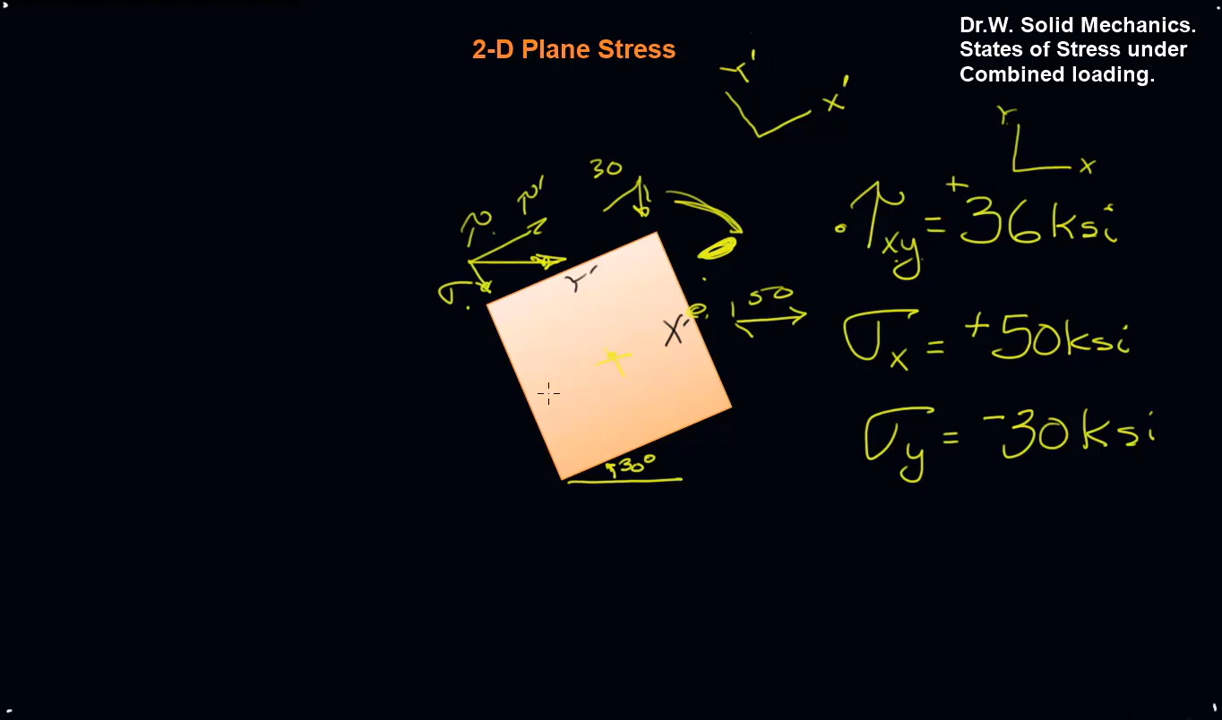 2-D Plane Stress
Dr.W. Solid Mechanics.
States of Stress under
Combined loading.
Y'
X'
Y
X
30
τ
τ'
σ
τxy = +36ksi
Y'
X'
50
σx = +50ksi
σy = -30ksi
30°